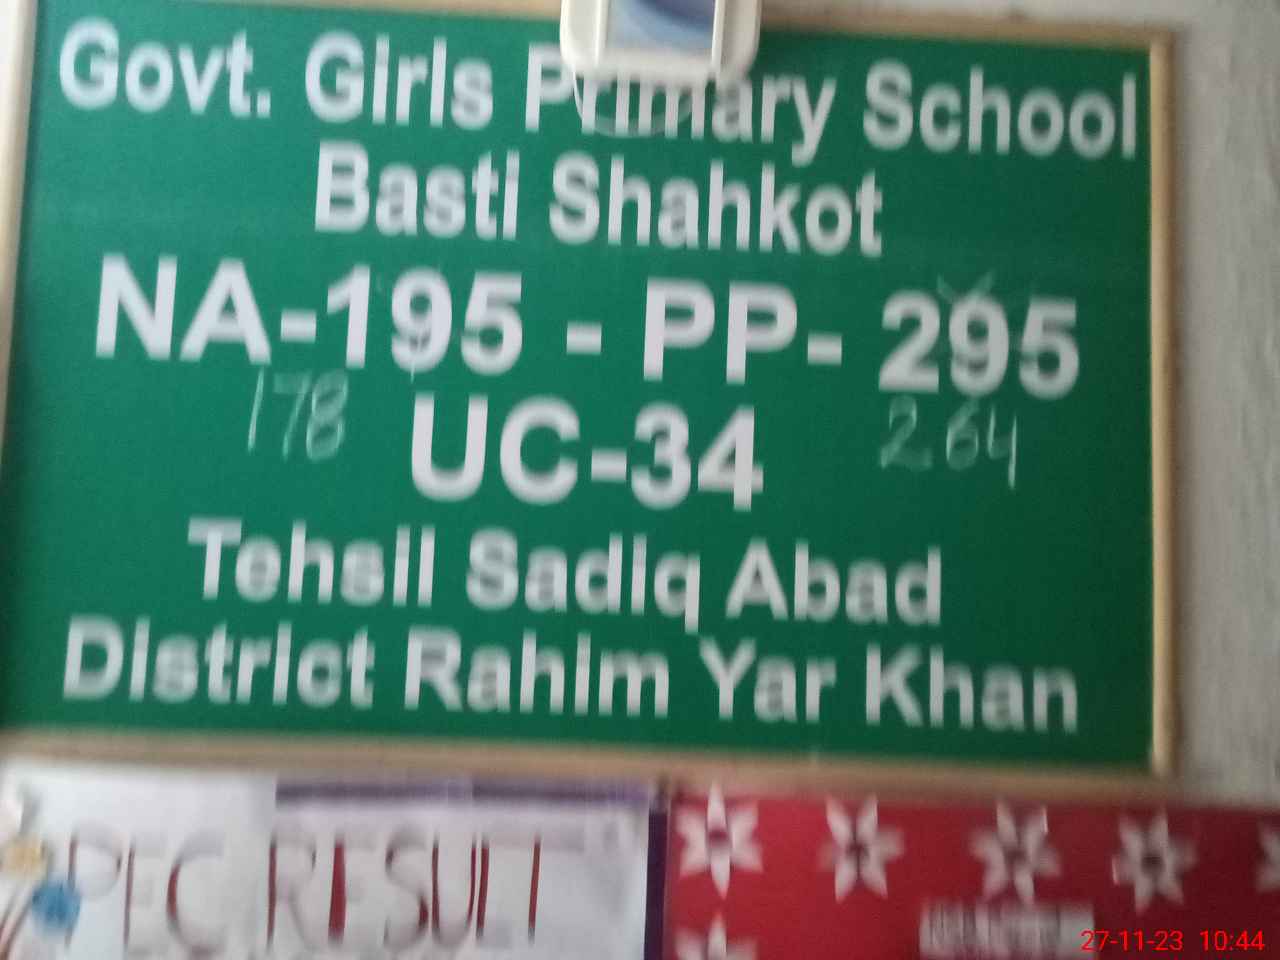 Govt. Girls Primary School
Basti Shahkot
NA-195 - PP- 295
178 264
UC-34
Tehsil Sadiq Abad
District Rahim Yar Khan
PEC RESULT
27-11-23 10:44